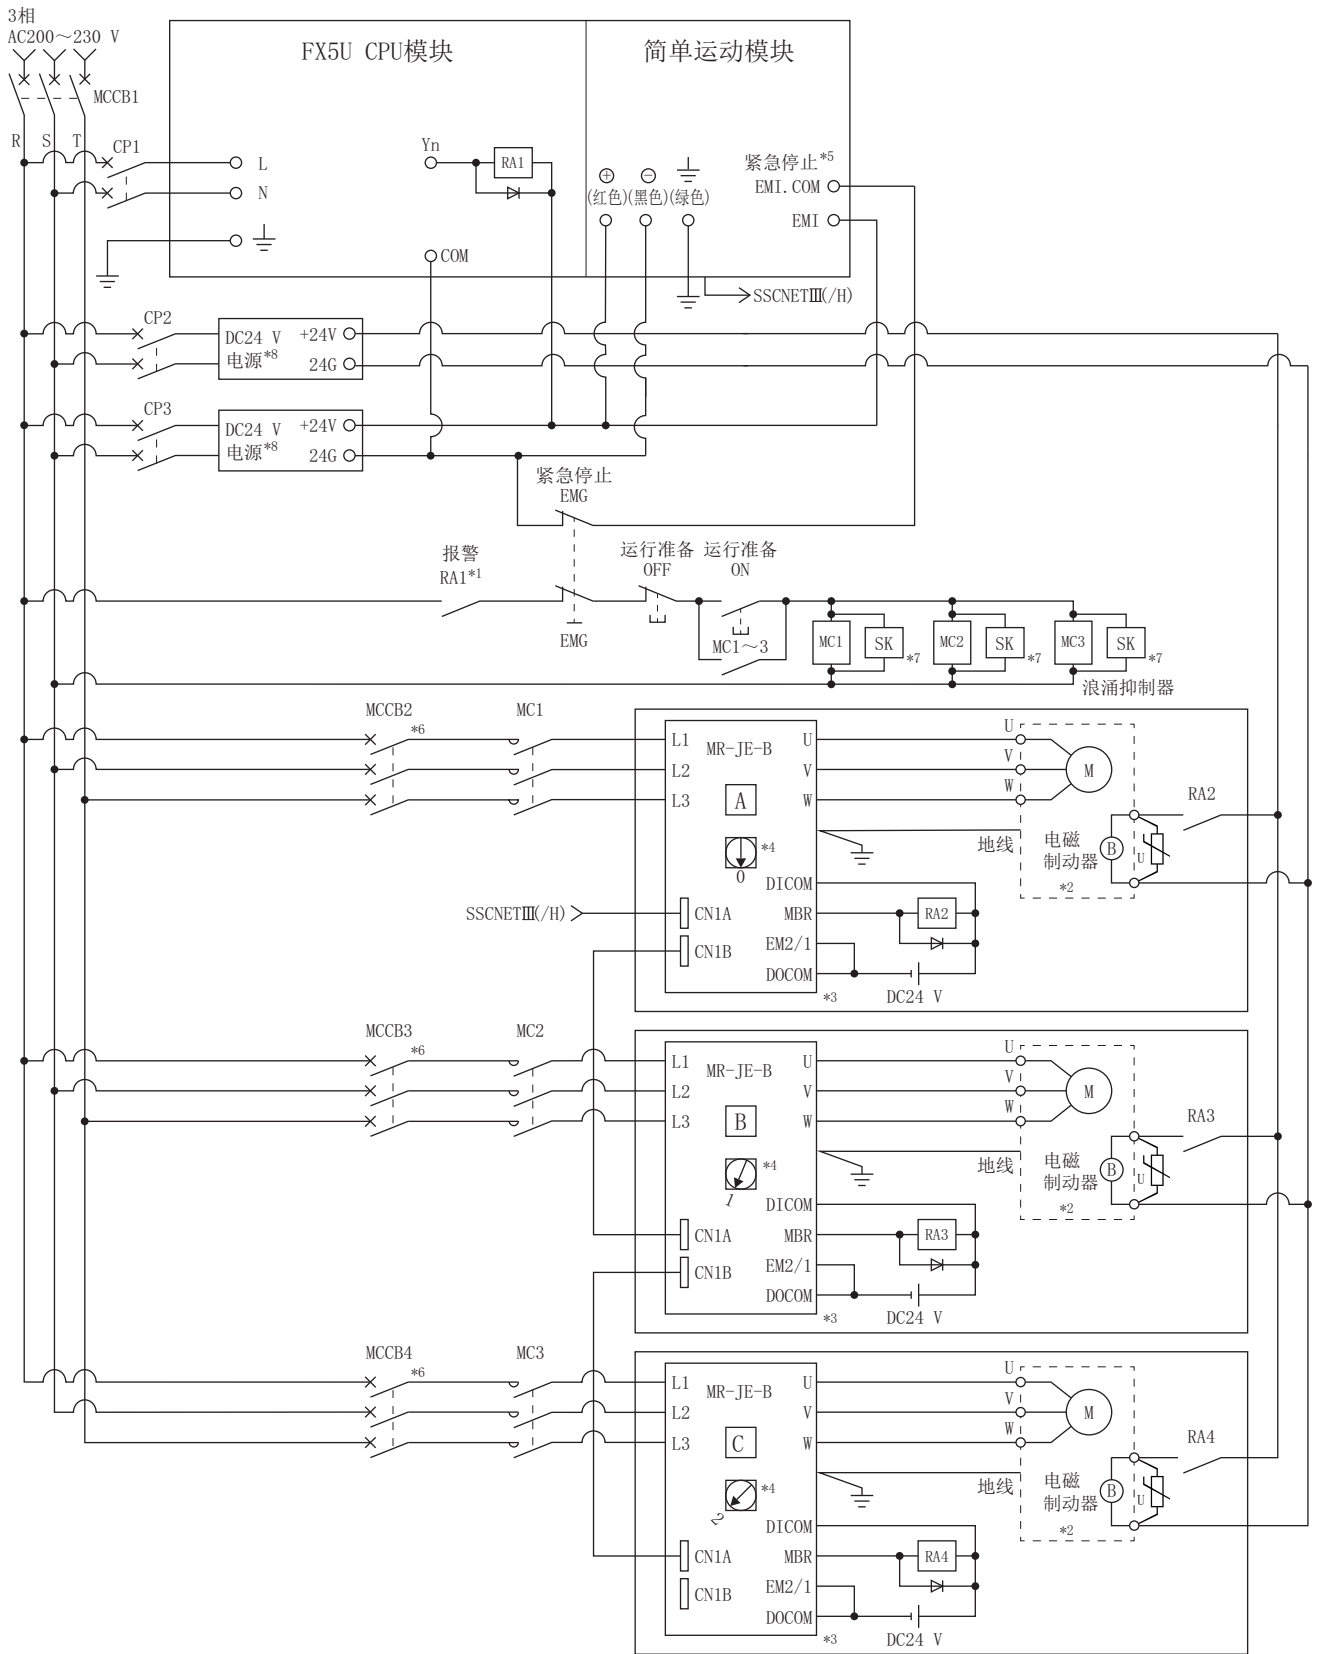 3相
AC200～230 V
MCCB1
R S T
FX5U CPU模块
简单运动模块
CP1
L
N
Yn
RA1
COM
⊕ ⊖
(红色)(黑色)(绿色)
紧急停止*5
EMI.COM
EMI
SSCNETⅢ(/H)
CP2
DC24 V
电源*8
+24V
24G
CP3
DC24 V
电源*8
+24V
24G
紧急停止
EMG
报警
RA1*1
EMG
运行准备
OFF
运行准备
ON
MC1～3
MC1
SK
*7
MC2
SK
*7
MC3
SK
*7
浪涌抑制器
MCCB2
*6
MC1
L1
L2
L3
MR-JE-B
A
*4
0
U
V
W
U
V
W
M
地线
电磁
制动器
*2
B
U
RA2
SSCNETⅢ(/H)
CN1A
CN1B
DICOM
MBR
EM2/1
DOCOM
*3
RA2
DC24 V
MCCB3
*6
MC2
L1
L2
L3
MR-JE-B
B
*4
1
U
V
W
U
V
W
M
地线
电磁
制动器
*2
B
U
RA3
CN1A
CN1B
DICOM
MBR
EM2/1
DOCOM
*3
RA3
DC24 V
MCCB4
*6
MC3
L1
L2
L3
MR-JE-B
C
*4
2
U
V
W
U
V
W
M
地线
电磁
制动器
*2
B
U
RA4
CN1A
CN1B
DICOM
MBR
EM2/1
DOCOM
*3
RA4
DC24 V